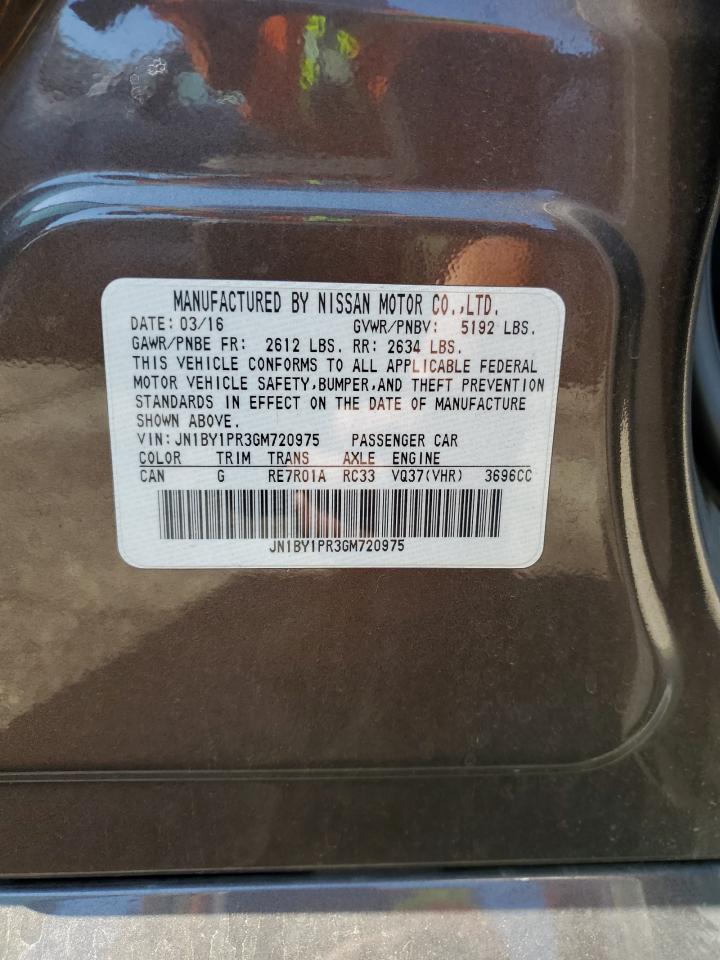 MANUFACTURED BY NISSAN MOTOR CO.,LTD.
DATE: 03/16 GVWR/PNBV: 5192 LBS.
GAWR/PNBE FR: 2612 LBS. RR: 2634 LBS.
THIS VEHICLE CONFORMS TO ALL APPLICABLE FEDERAL
MOTOR VEHICLE SAFETY,BUMPER,AND THEFT PREVENTION
STANDARDS IN EFFECT ON THE DATE OF MANUFACTURE
SHOWN ABOVE.
VIN: JN1BY1PR3GM720975 PASSENGER CAR
COLOR TRIM TRANS AXLE ENGINE
CAN G RE7R01A RC33 VQ37(VHR) 3696CC
JN1BY1PR3GM720975